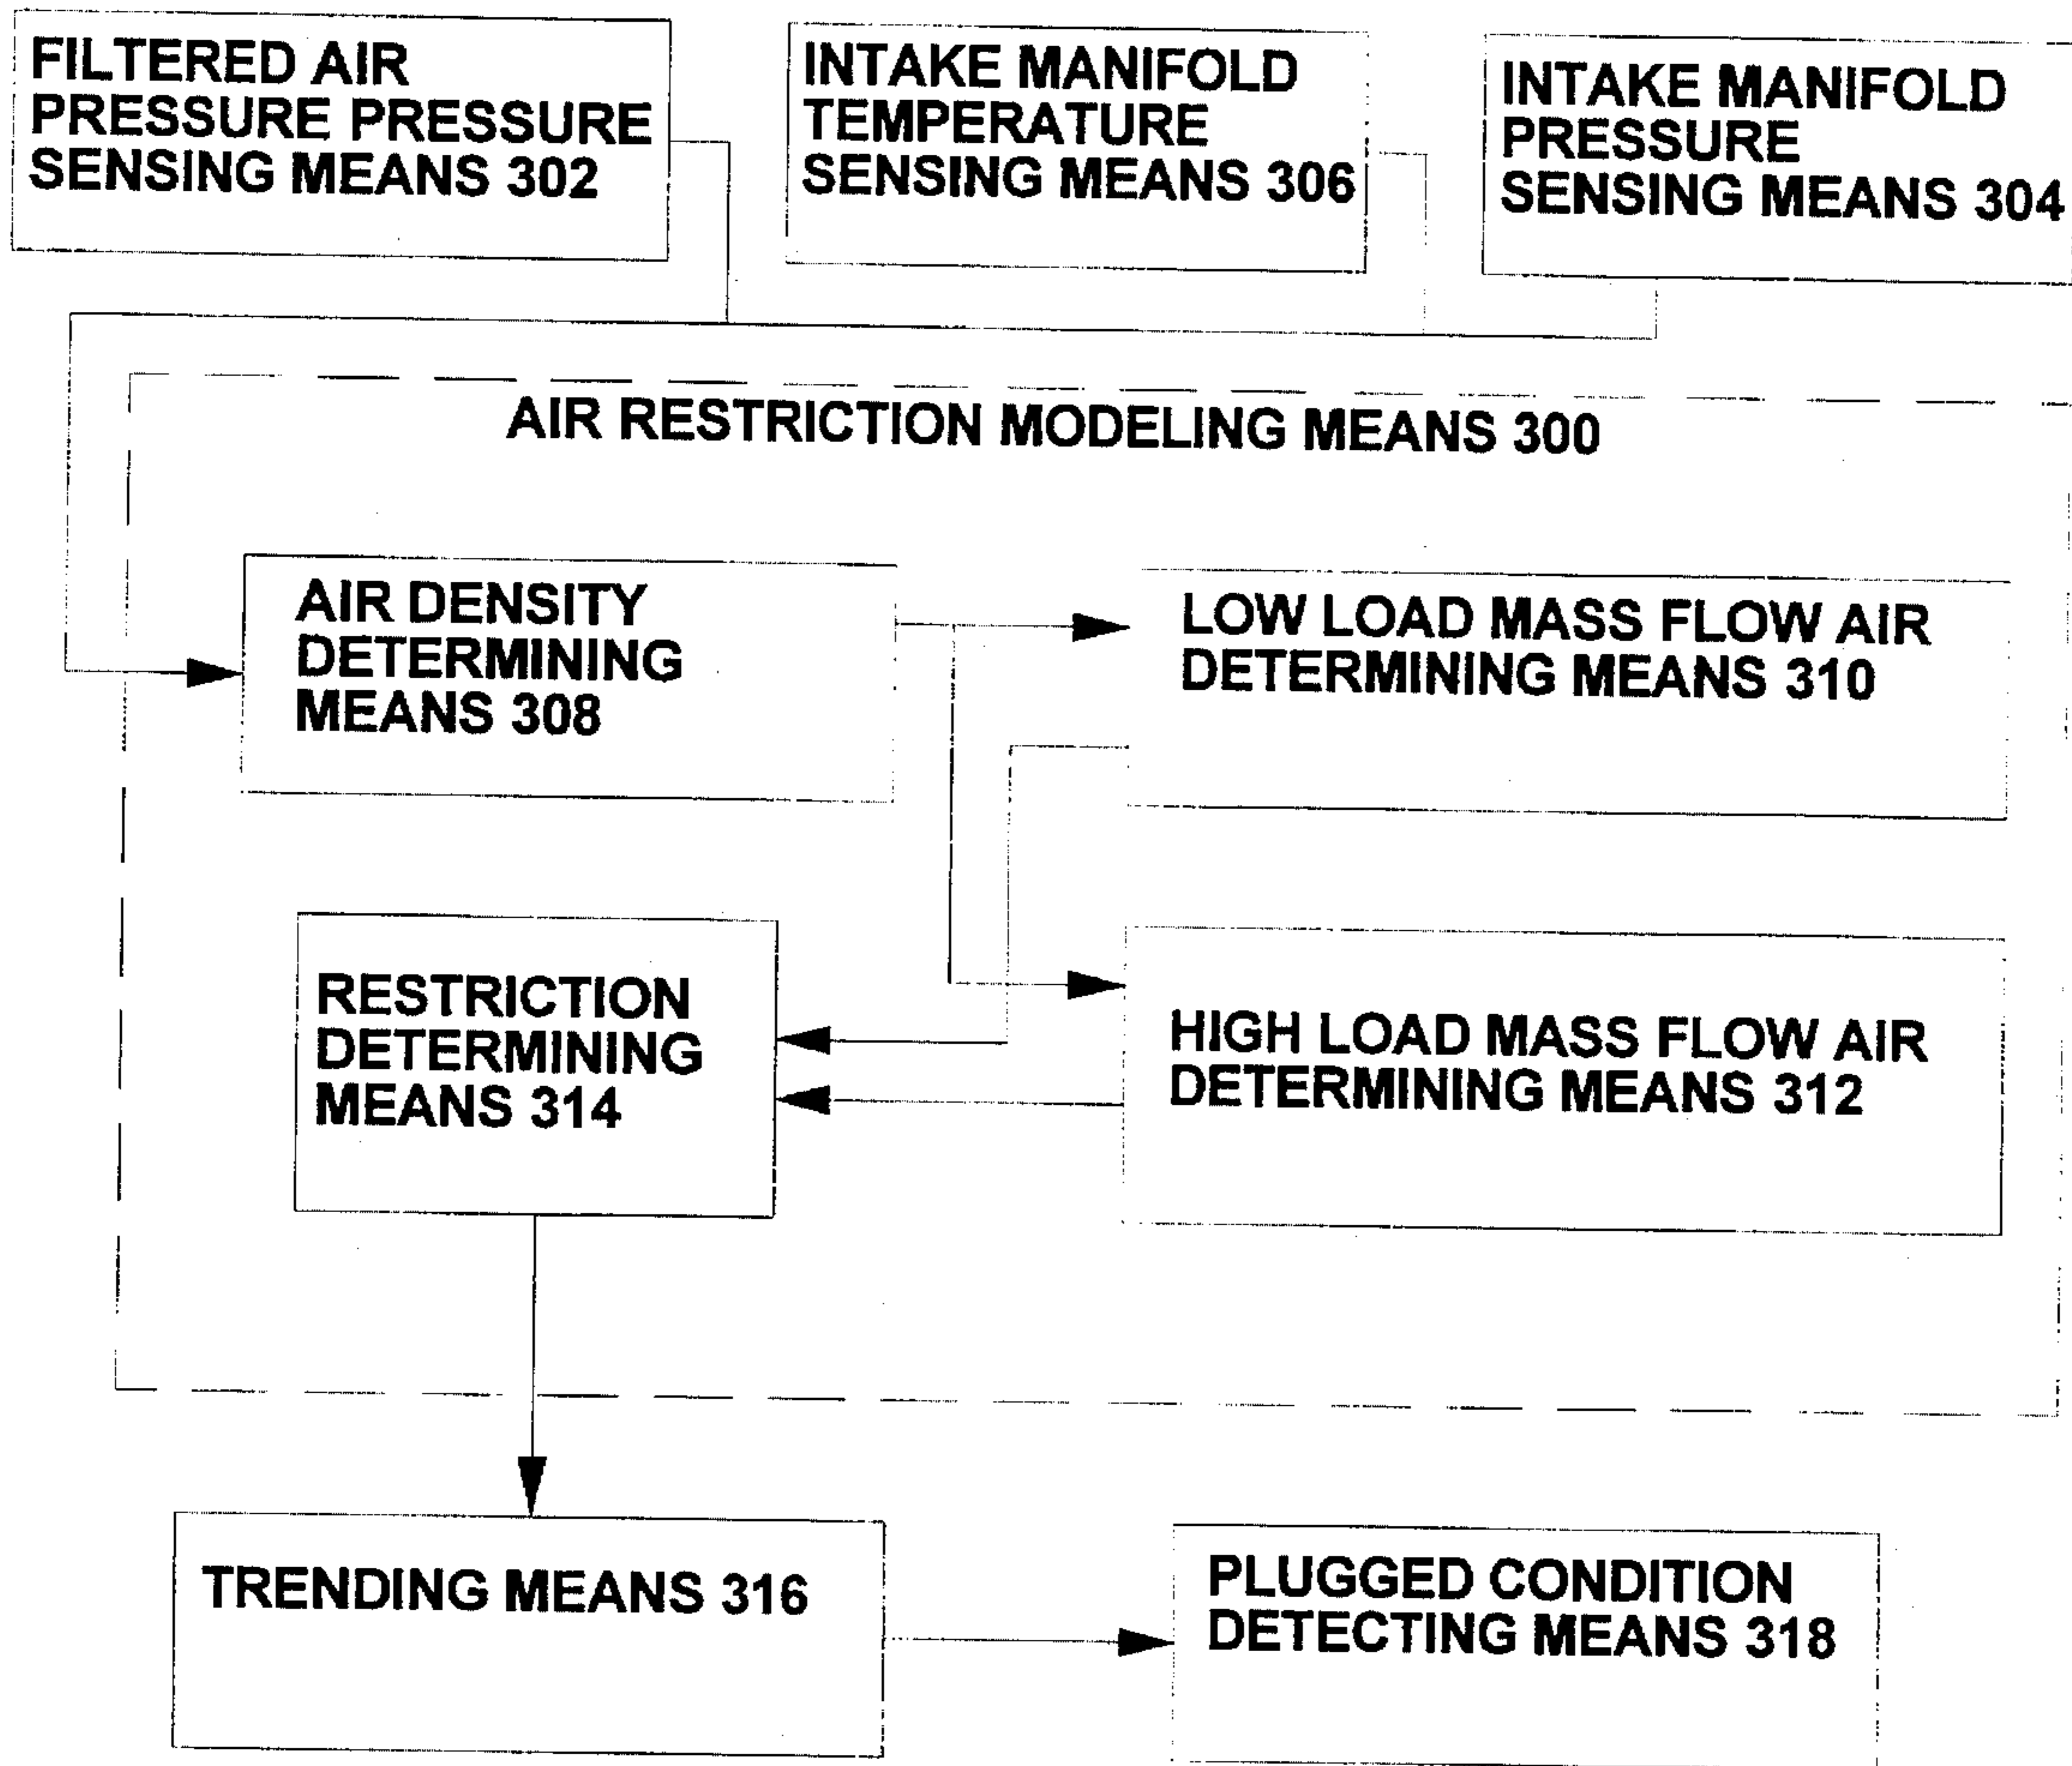 FILTERED AIR
PRESSURE PRESSURE
SENSING MEANS 302
INTAKE MANIFOLD
TEMPERATURE
SENSING MEANS 306
INTAKE MANIFOLD
PRESSURE
SENSING MEANS 304
AIR RESTRICTION MODELING MEANS 300
AIR DENSITY
DETERMINING
MEANS 308
LOW LOAD MASS FLOW AIR
DETERMINING MEANS 310
RESTRICTION
DETERMINING
MEANS 314
HIGH LOAD MASS FLOW AIR
DETERMINING MEANS 312
TRENDING MEANS 316
PLUGGED CONDITION
DETECTING MEANS 318